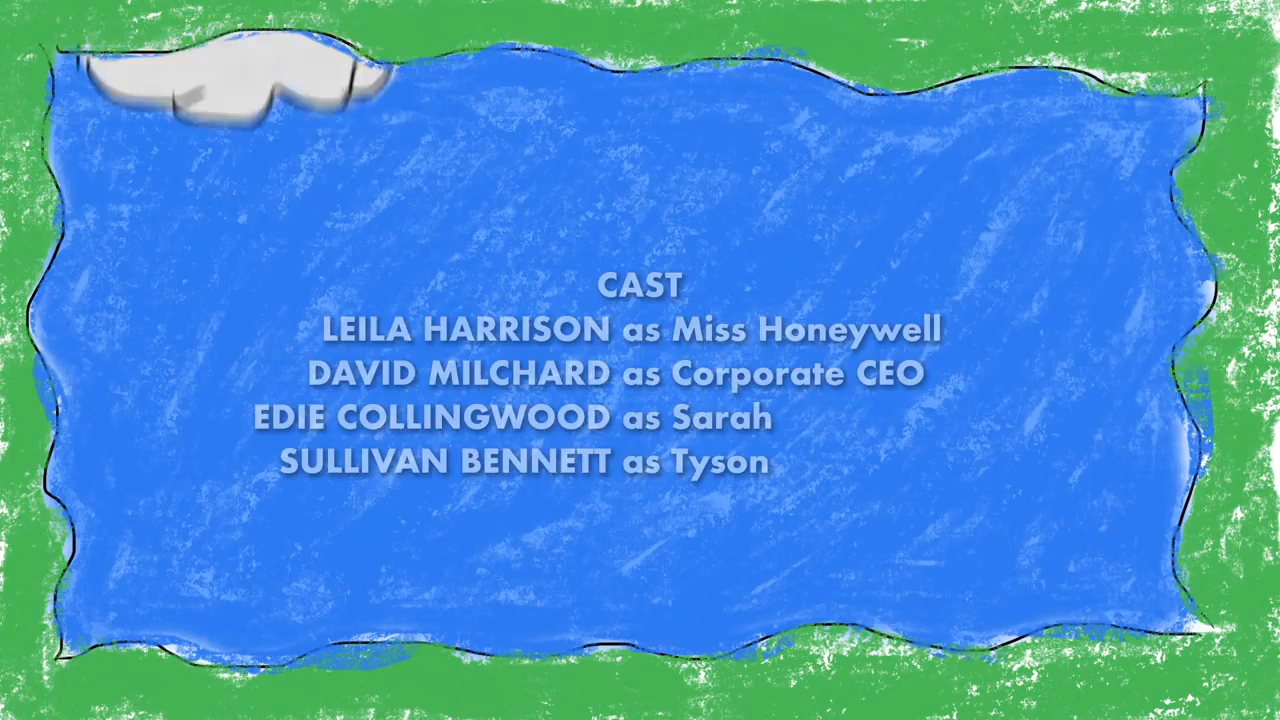 CAST
LEILA HARRISON as Miss Honeywell
DAVID MILCHARD as Corporate CEO
EDIE COLLINGWOOD as Sarah
SULLIVAN BENNETT as Tyson